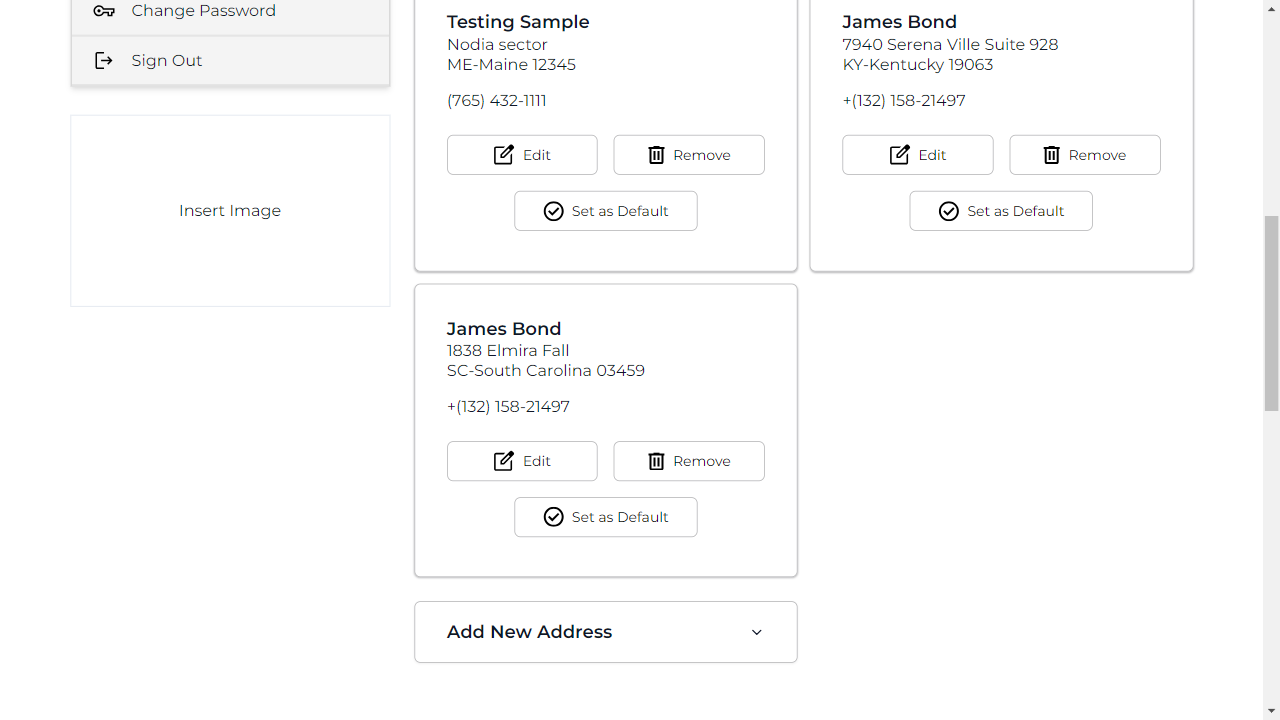 Change Password
Sign Out
Insert Image
Testing Sample
Nodia sector
ME-Maine 12345
(765) 432-1111
Edit
Remove
Set as Default
James Bond
7940 Serena Ville Suite 928
KY-Kentucky 19063
+(132) 158-21497
Edit
Remove
Set as Default
James Bond
1838 Elmira Fall
SC-South Carolina 03459
+(132) 158-21497
Edit
Remove
Set as Default
Add New Address